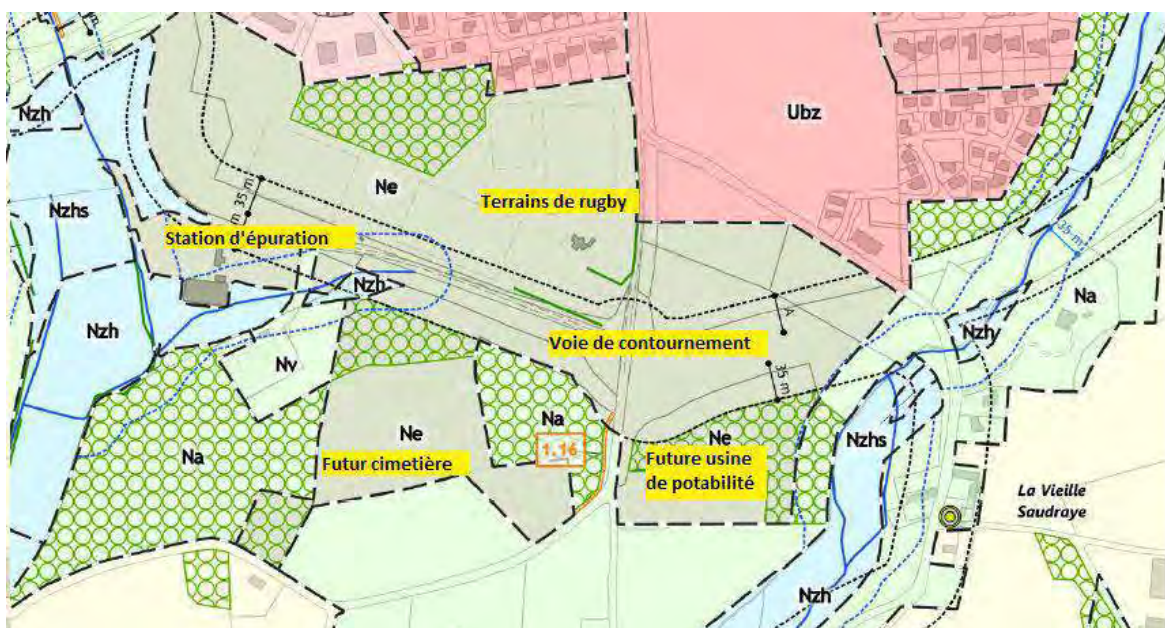 m
Nzh
Ubz
Nzhs
Ne
Terrains de rugby
35 m
Station d'épuration
35 m
Nzh
Na
Nzh
Nzh
Voie de contournement
A
35 m
Nv
Na
Ne
Na
Ne
Nzhs
1.16
Futur cimetière
Future usine
de potabilité
La Vieille
Saudraye
Nzh